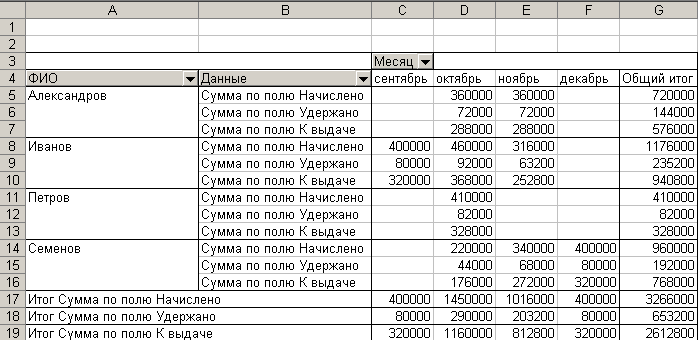 A B C D E F G
1
2
3 Месяц
4 ФИО Данные сентябрь октябрь ноябрь декабрь Общий итог
5 Александров Сумма по полю Начислено 360000 360000 720000
6 Сумма по полю Удержано 72000 72000 144000
7 Сумма по полю К выдаче 288000 288000 576000
8 Иванов Сумма по полю Начислено 400000 460000 316000 1176000
9 Сумма по полю Удержано 80000 92000 63200 235200
10 Сумма по полю К выдаче 320000 368000 252800 940800
11 Петров Сумма по полю Начислено 410000 410000
12 Сумма по полю Удержано 82000 82000
13 Сумма по полю К выдаче 328000 328000
14 Семенов Сумма по полю Начислено 220000 340000 400000 960000
15 Сумма по полю Удержано 44000 68000 80000 192000
16 Сумма по полю К выдаче 176000 272000 320000 768000
17 Итог Сумма по полю Начислено 400000 1450000 1016000 400000 3266000
18 Итог Сумма по полю Удержано 80000 290000 203200 80000 653200
19 Итог Сумма по полю К выдаче 320000 1160000 812800 320000 2612800